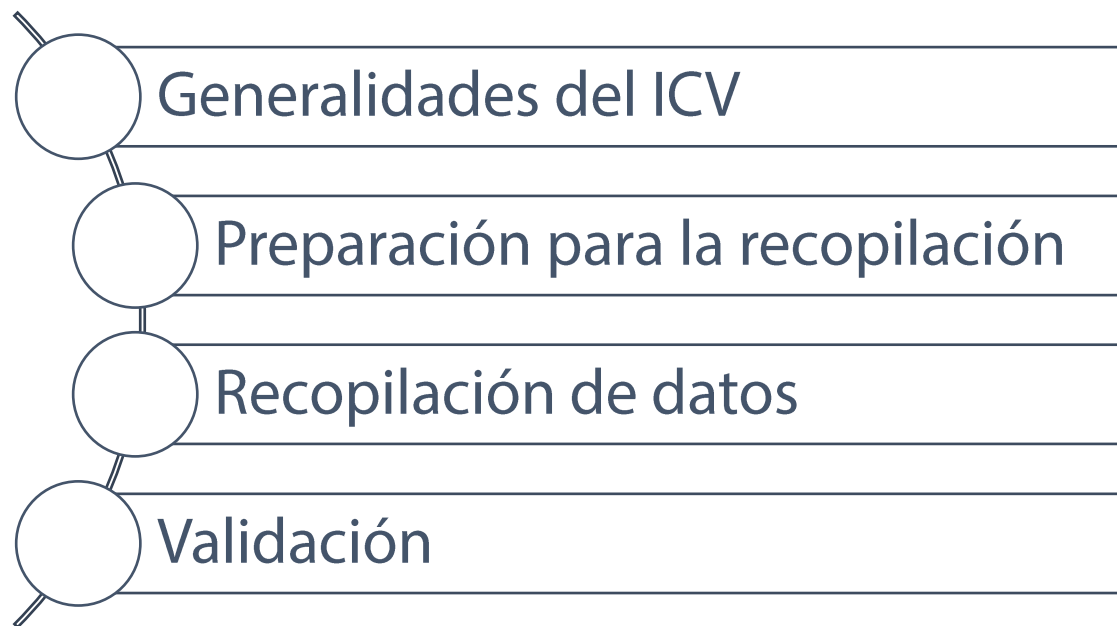 Generalidades del ICV
Preparación para la recopilación
Recopilación de datos
Validación